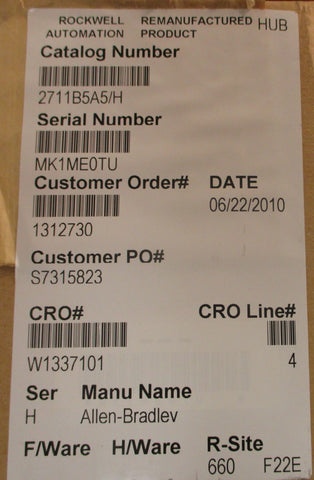 ROCKWELL REMANUFACTURED HUB
AUTOMATION PRODUCT
Catalog Number
2711B5A5/H
Serial Number
MK1ME0TU
Customer Order# DATE
06/22/2010
1312730
Customer PO#
S7315823
CRO# CRO Line#
W1337101 4
Ser Manu Name
H Allen-Bradley
F/Ware H/Ware R-Site
660 F22E